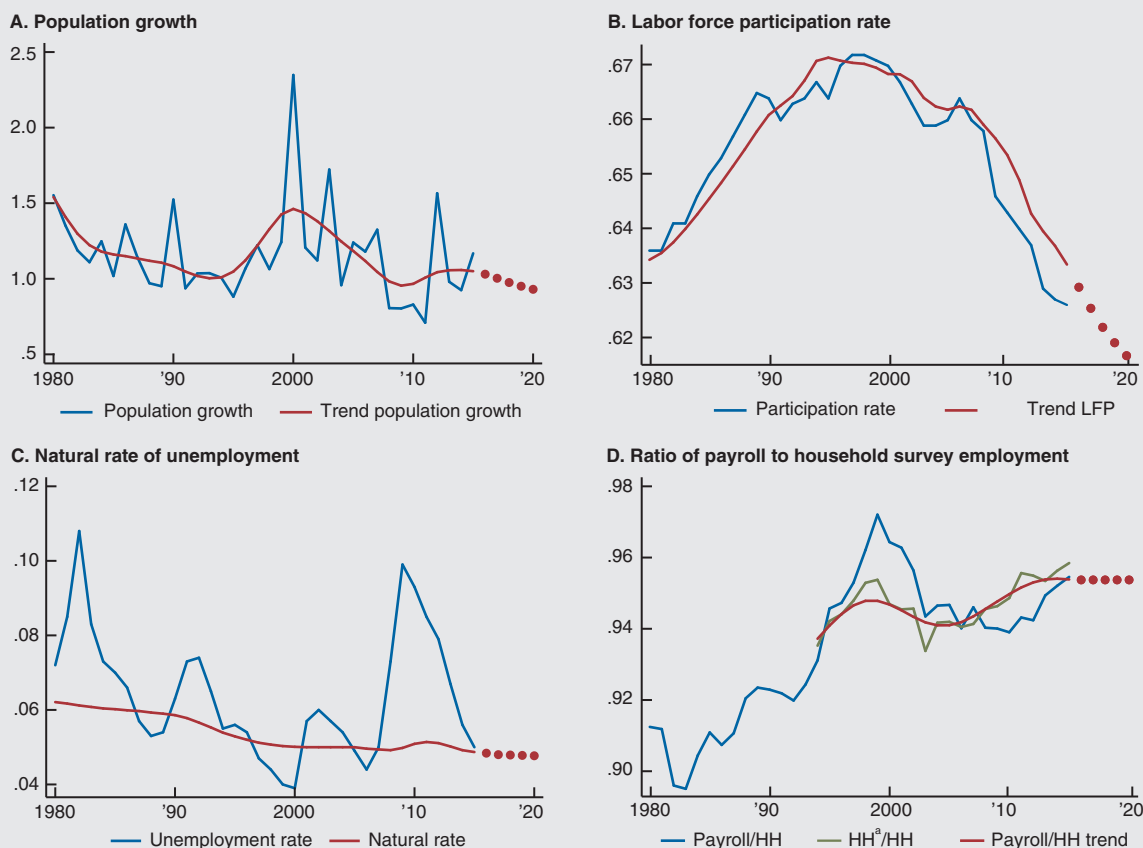 A. Population growth
2.5
2.0
1.5
1.0
.5
1980 '90 2000 '10 '20
Population growth Trend population growth
B. Labor force participation rate
.67
.66
.65
.64
.63
.62
1980 '90 2000 '10 '20
Participation rate Trend LFP
C. Natural rate of unemployment
.12
.10
.08
.06
.04
1980 '90 2000 '10 '20
Unemployment rate Natural rate
D. Ratio of payroll to household survey employment
.98
.96
.94
.92
.90
1980 '90 2000 '10 '20
Payroll/HH HHª/HH Payroll/HH trend